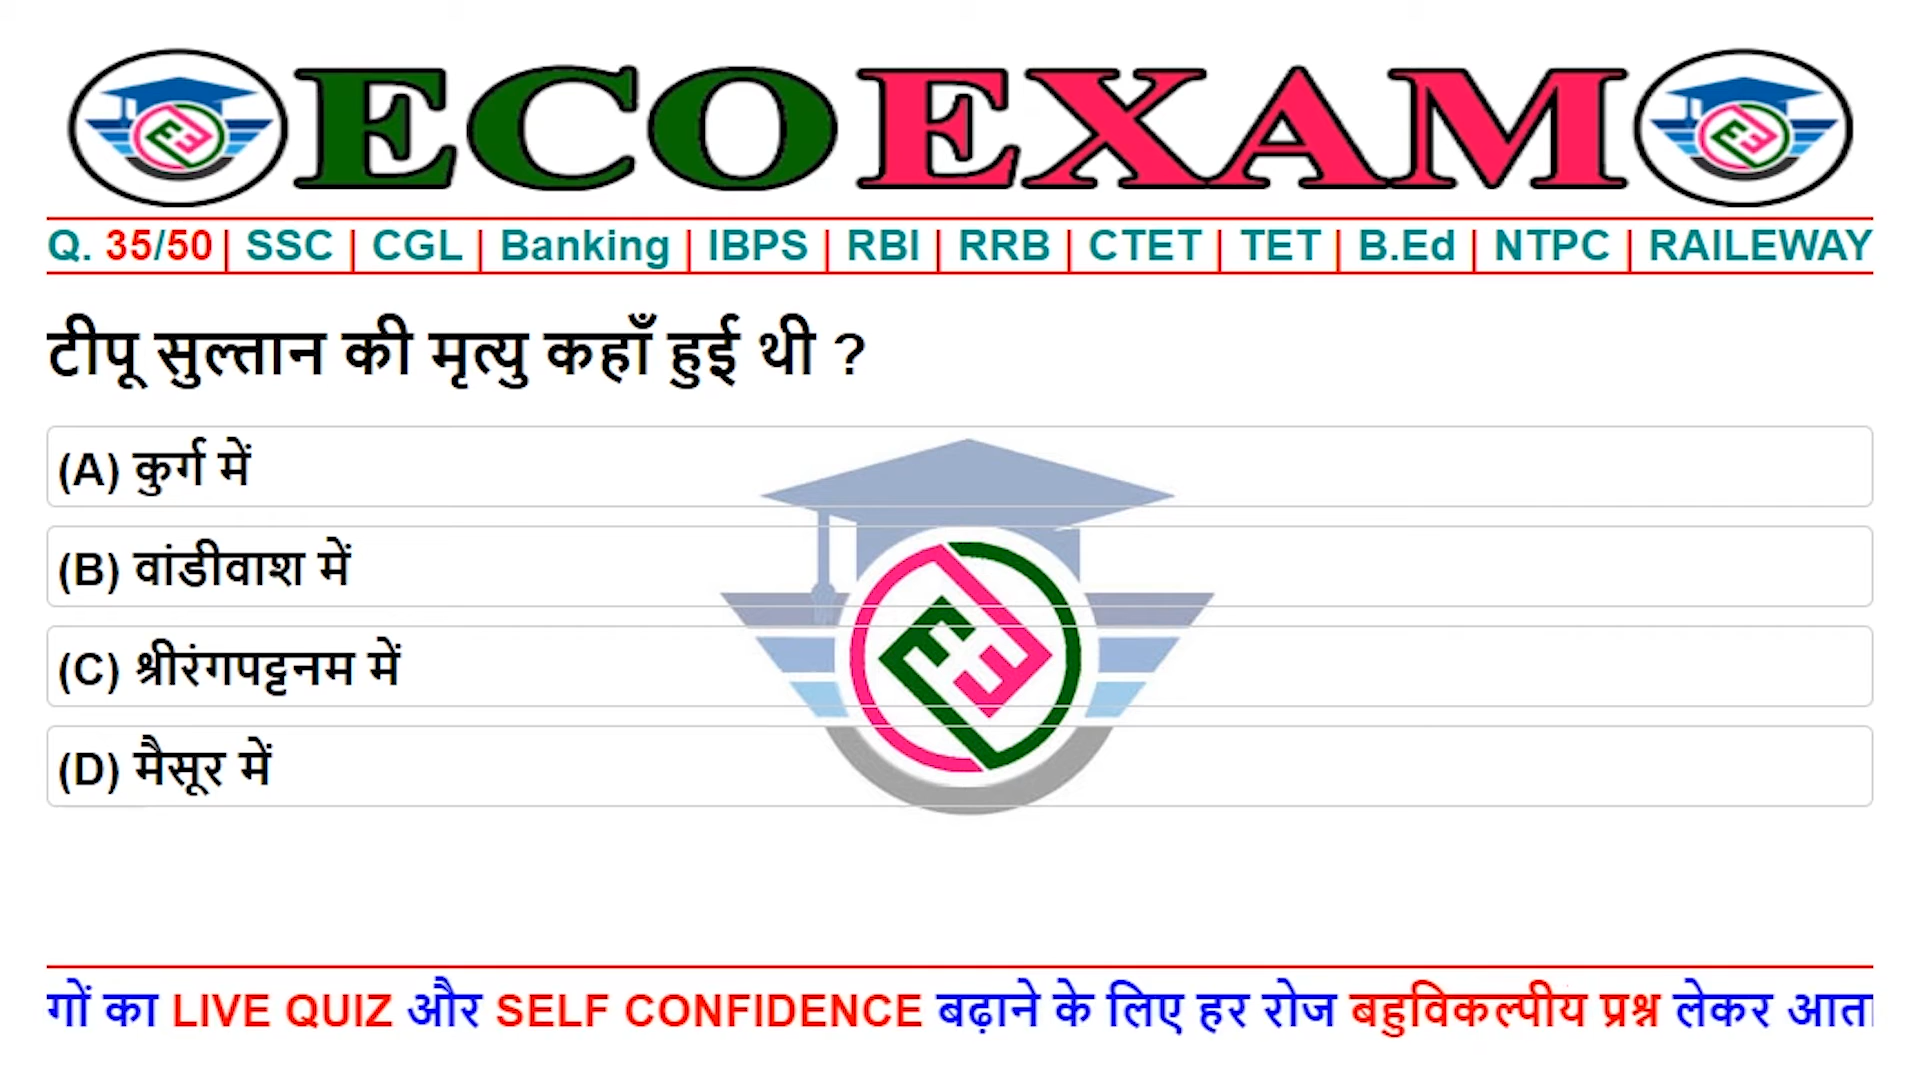 ECO EXAM
Q. 35/50 | SSC | CGL | Banking | IBPS | RBI | RRB | CTET | TET | B.Ed | NTPC | RAILEWAY
टीपू सुल्तान की मृत्यु कहाँ हुई थी ?
(A) कुर्ग में
(B) वांडीवाश में
(C) श्रीरंगपट्टनम में
(D) मैसूर में
गों का LIVE QUIZ और SELF CONFIDENCE बढ़ाने के लिए हर रोज बहुविकल्पीय प्रश्न लेकर आता